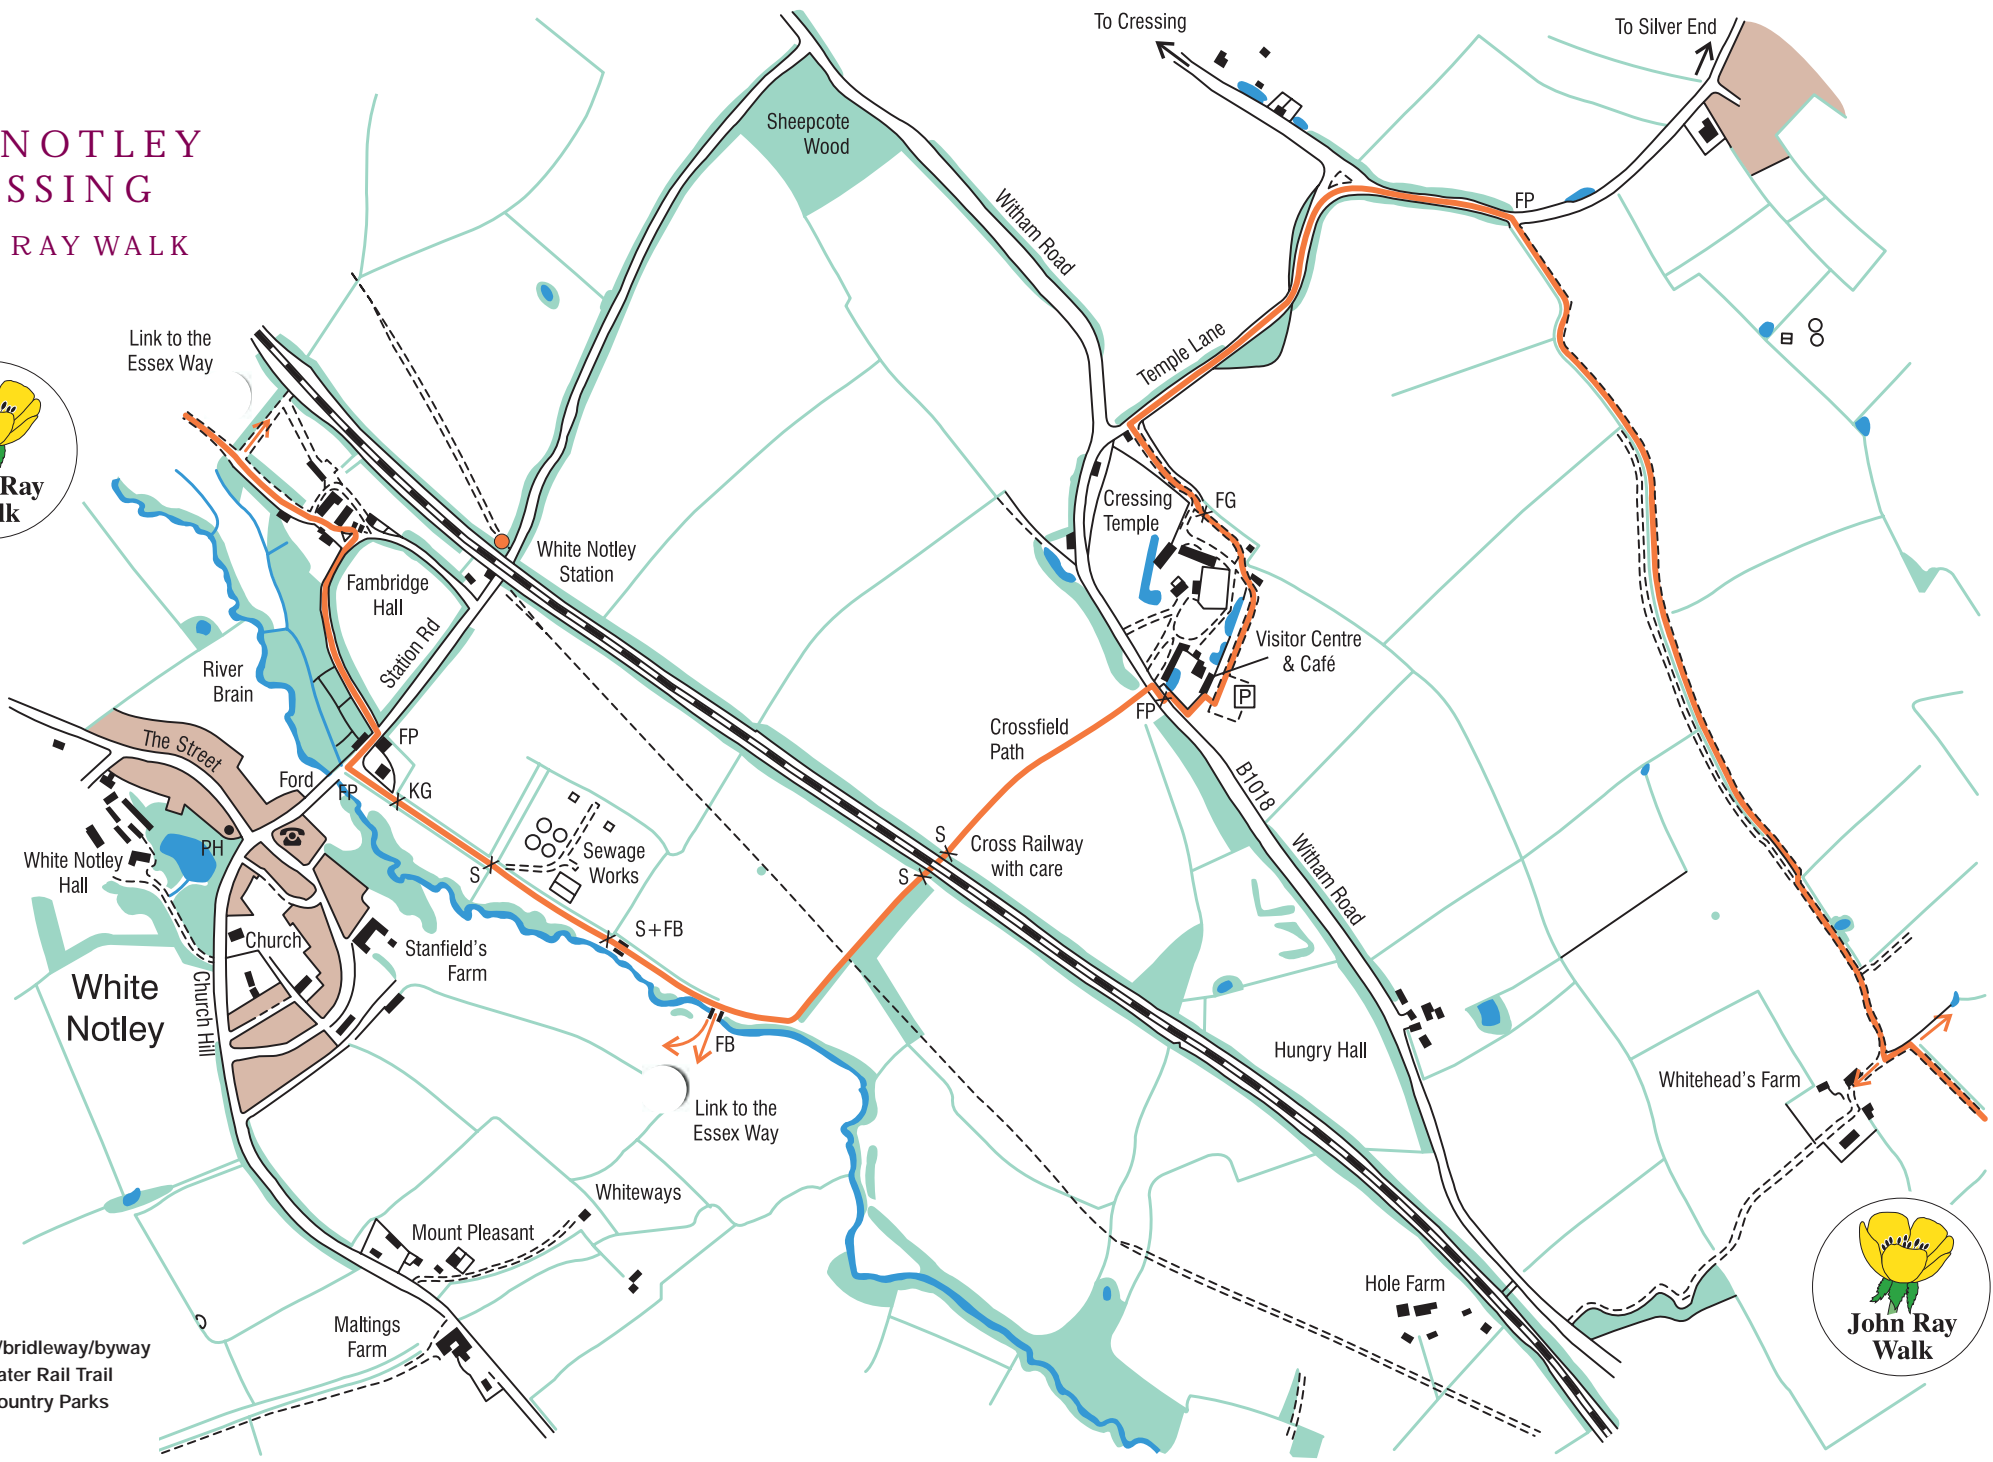 NOTLEY
SSING
RAY WALK
To Cressing
To Silver End
Sheepcote
Wood
Witham Road
FP
Link to the
Essex Way
Temple Lane
Ray
lk
Cressing
Temple
FG
White Notley
Station
Fambridge
Hall
Station Rd
River
Brain
Visitor Centre
& Café
P
FP
Crossfield
Path
The Street
FP
Ford
FP
KG
B1018
PH
White Notley
Hall
S
Sewage
Works
S
S
Cross Railway
with care
Witham Road
Church
Stanfield's
Farm
S+FB
White
Notley
Church Hill
FB
Hungry Hall
Whitehead's Farm
Link to the
Essex Way
Whiteways
Mount Pleasant
Hole Farm
Maltings
Farm
John Ray
Walk
/bridleway/byway
ater Rail Trail
ountry Parks